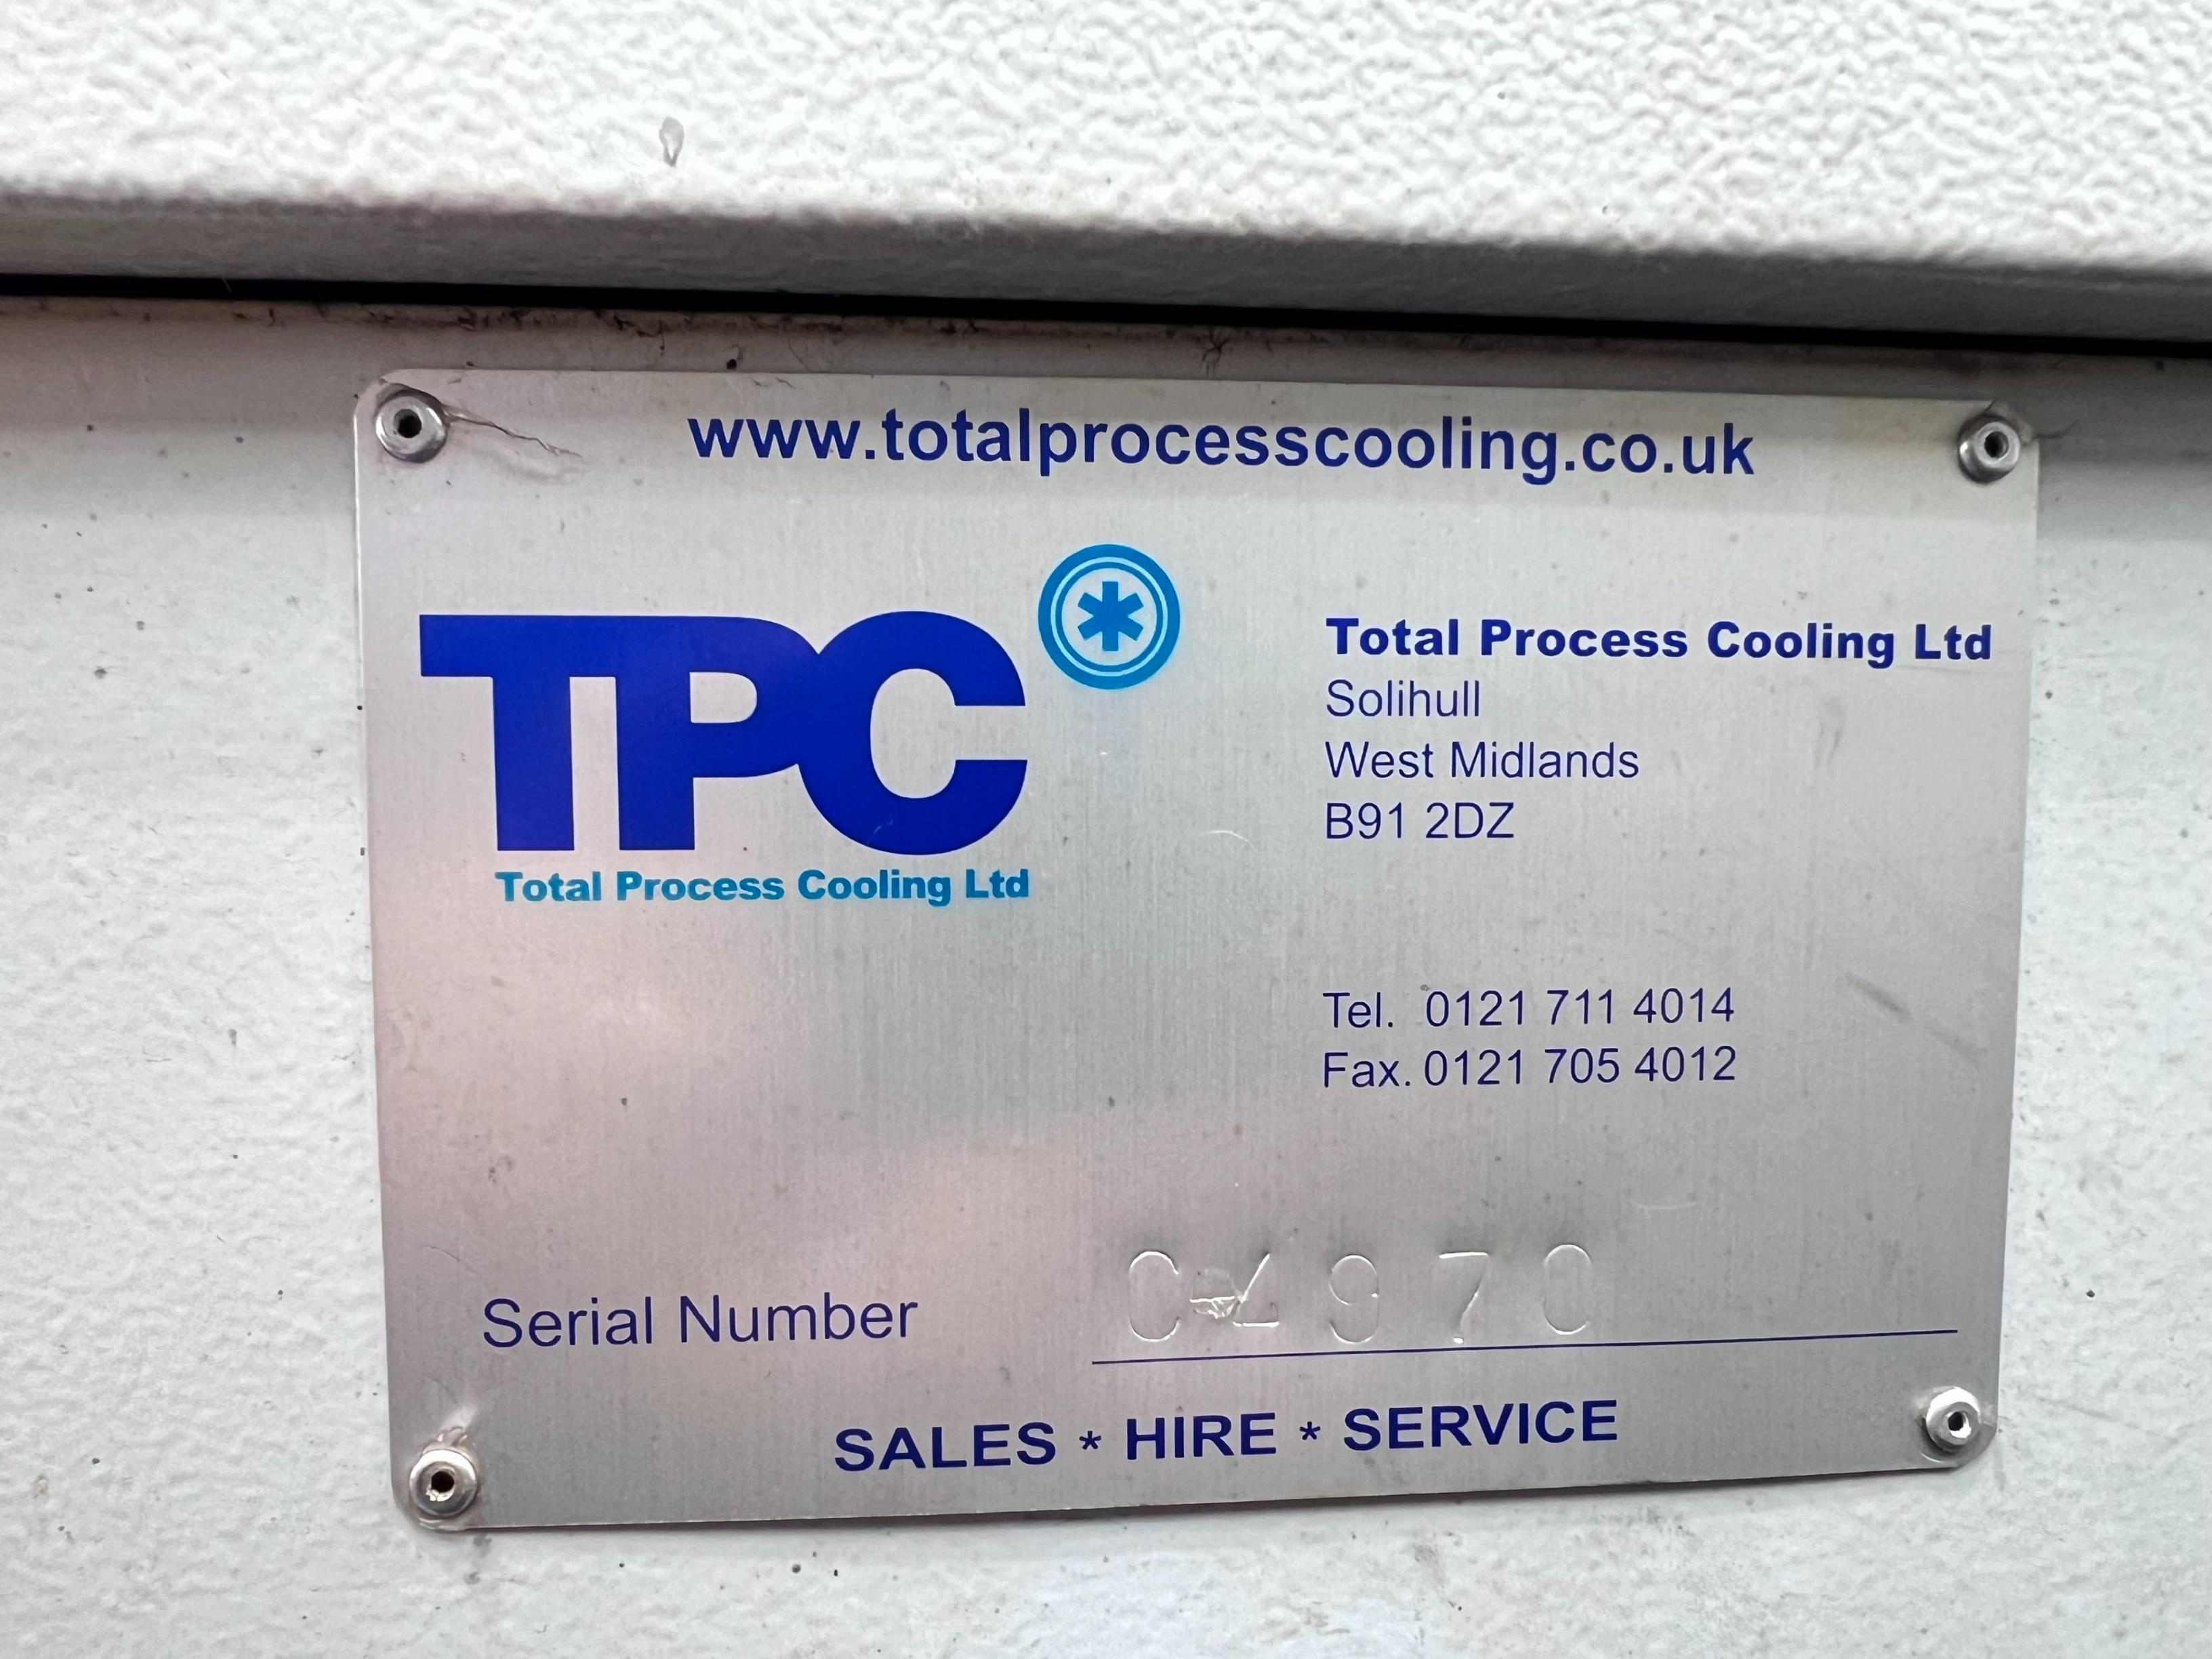 www.totalprocesscooling.co.uk
TPC
Total Process Cooling Ltd
Total Process Cooling Ltd
Solihull
West Midlands
B91 2DZ
Tel. 0121 711 4014
Fax. 0121 705 4012
Serial Number
SALES * HIRE * SERVICE